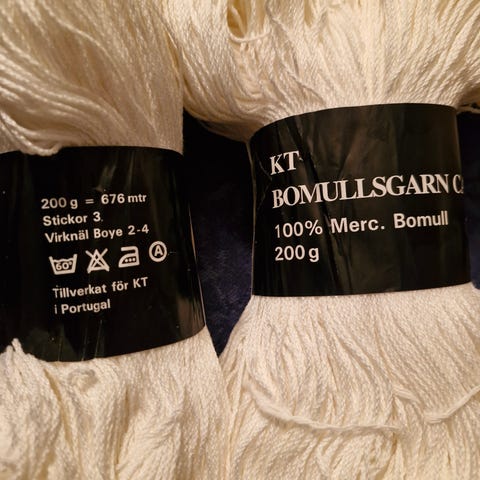 200 g = 676 mtr
Stickor 3
Virknål Boye 2-4
60°
A
Tillverkat för KT
i Portugal
KT
BOMULLSGARN
100% Merc. Bomull
200 g